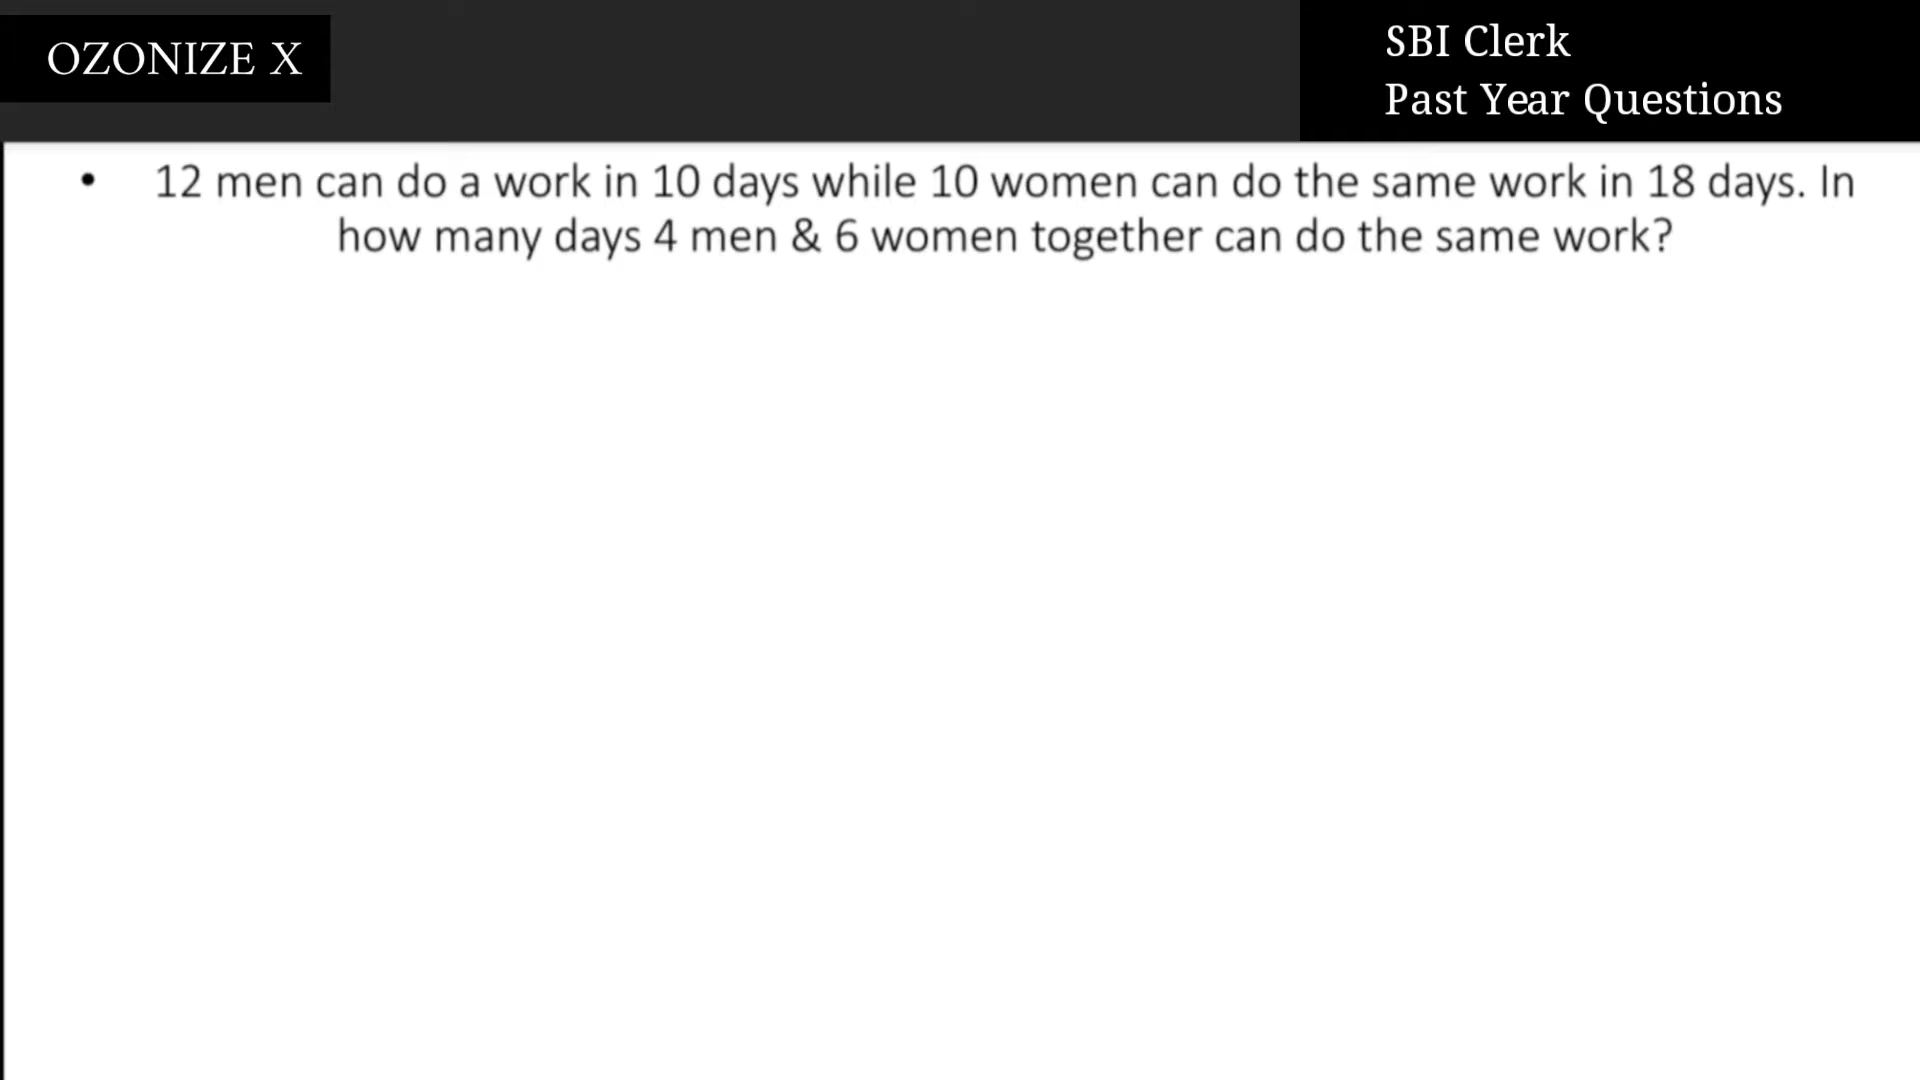 OZONIZE X
SBI Clerk
Past Year Questions
• 12 men can do a work in 10 days while 10 women can do the same work in 18 days. In
how many days 4 men & 6 women together can do the same work?